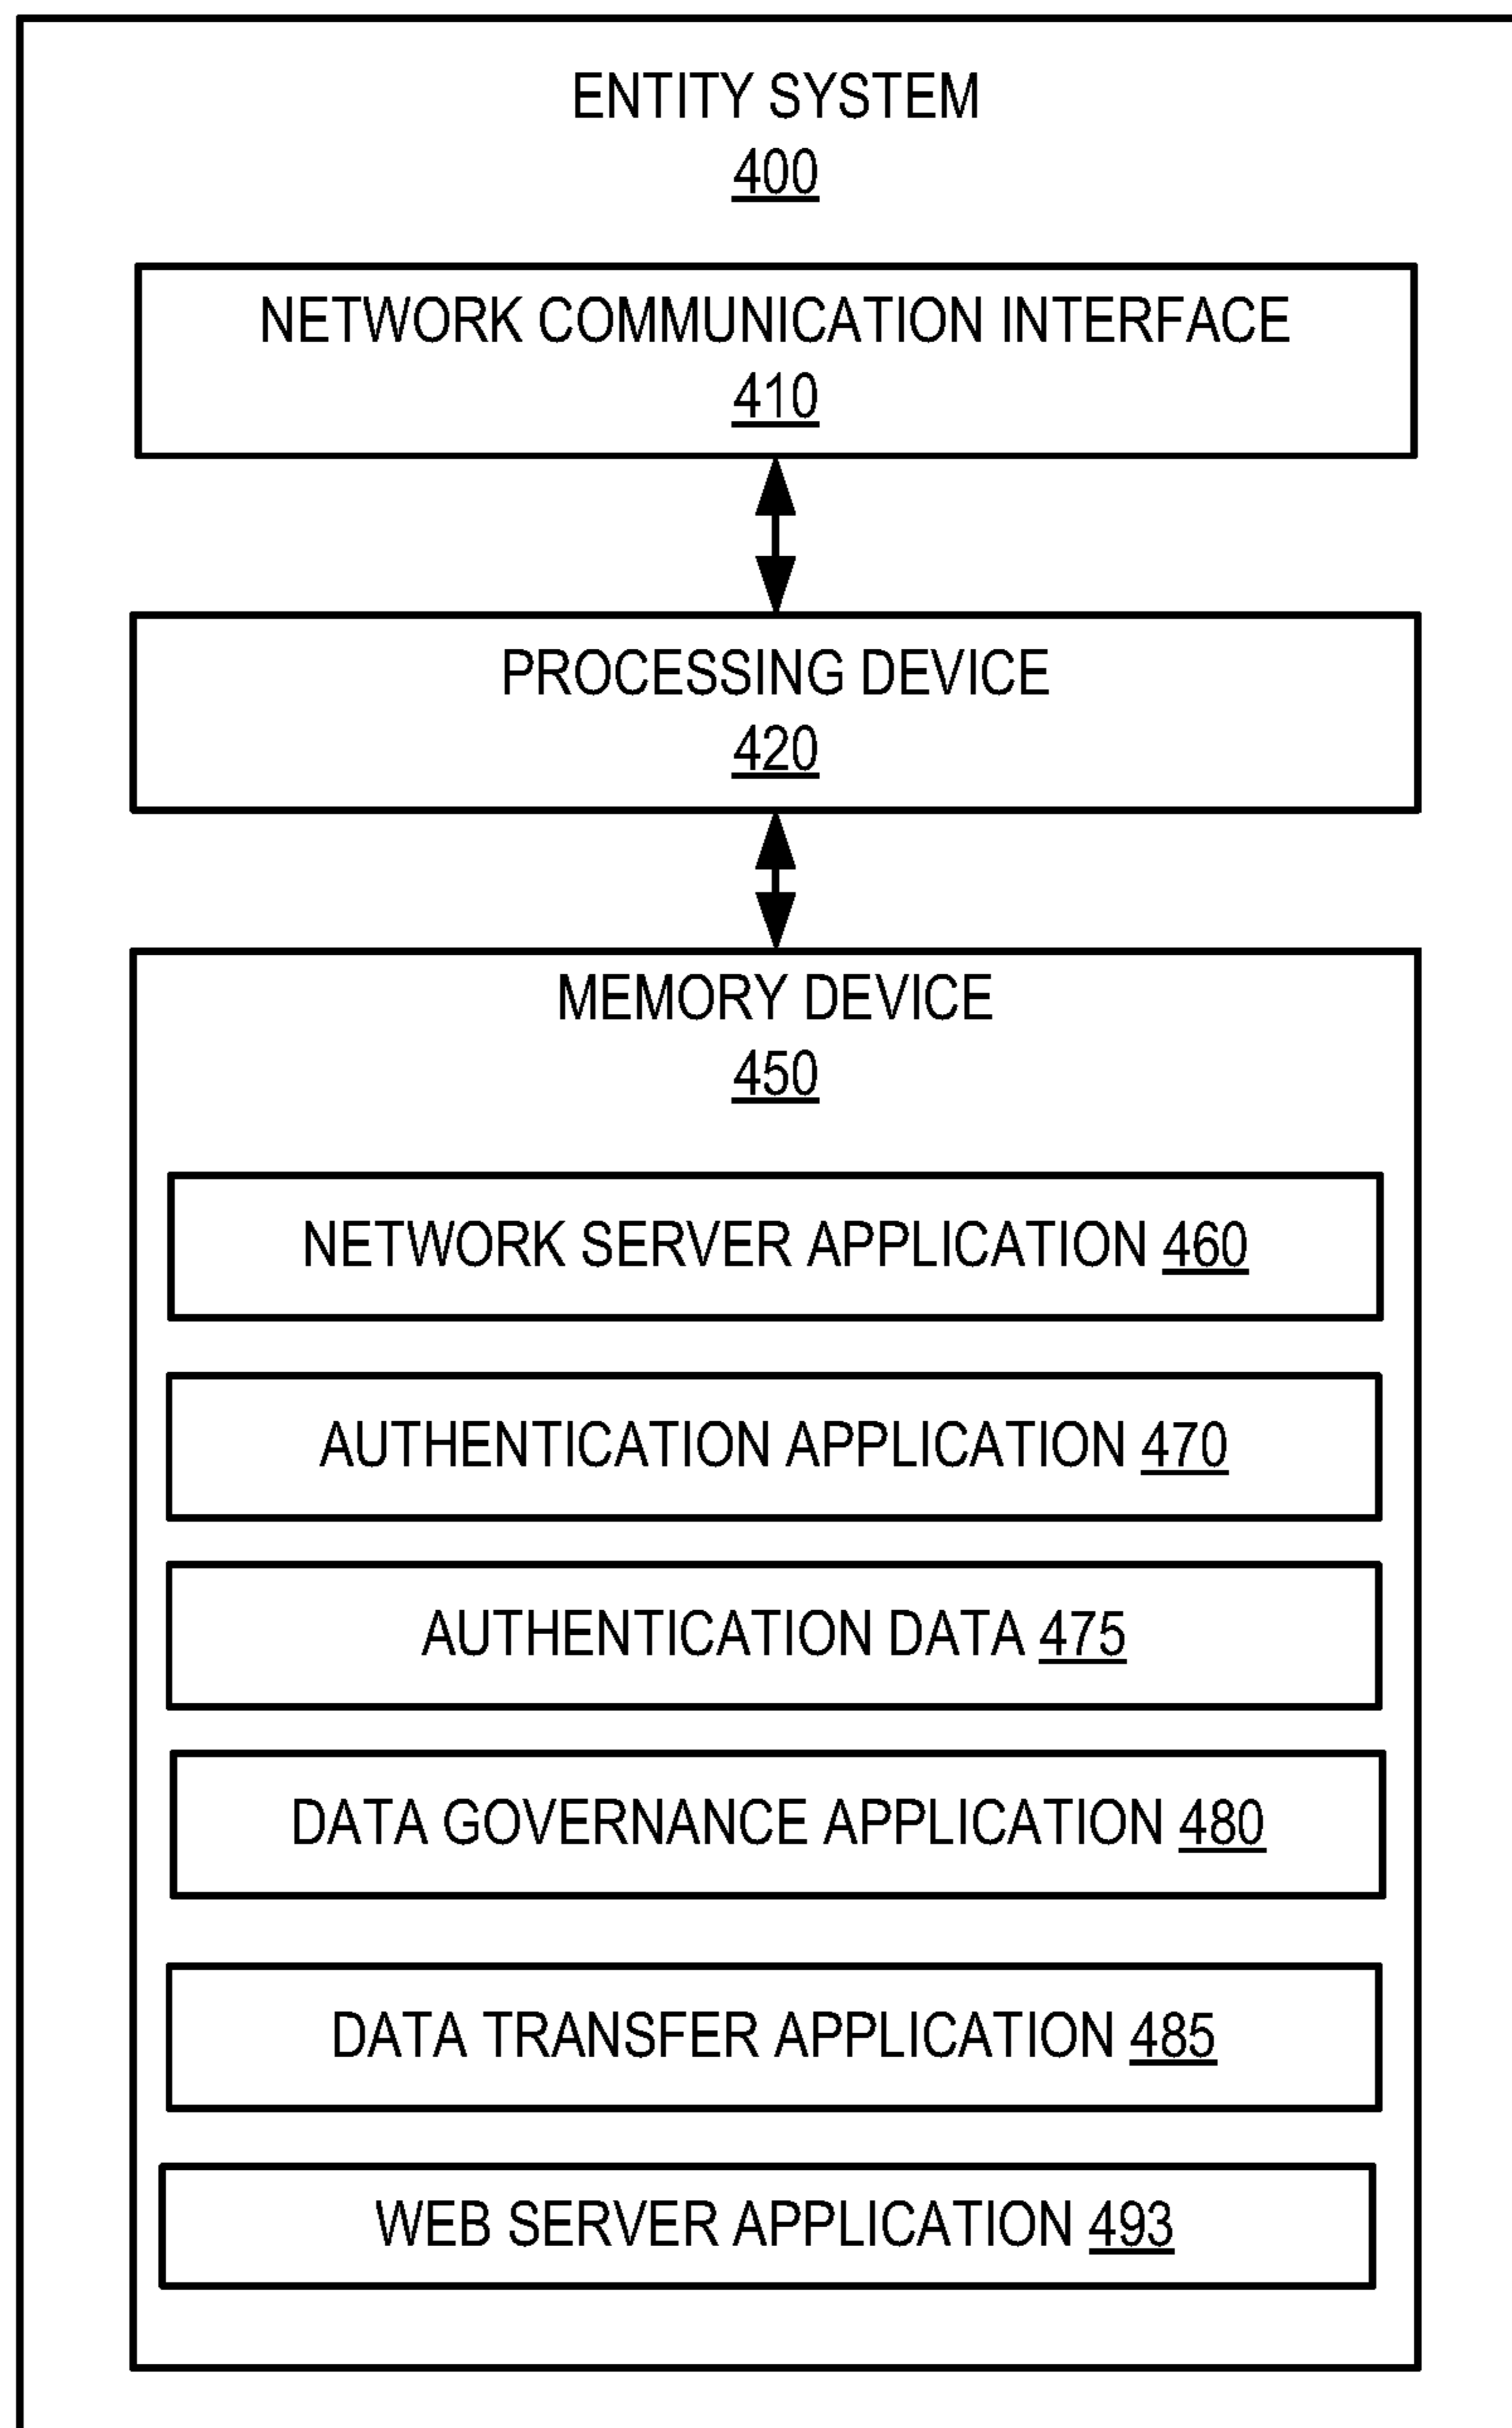 ENTITY SYSTEM
400
NETWORK COMMUNICATION INTERFACE
410
PROCESSING DEVICE
420
MEMORY DEVICE
450
NETWORK SERVER APPLICATION 460
AUTHENTICATION APPLICATION 470
AUTHENTICATION DATA 475
DATA GOVERNANCE APPLICATION 480
DATA TRANSFER APPLICATION 485
WEB SERVER APPLICATION 493